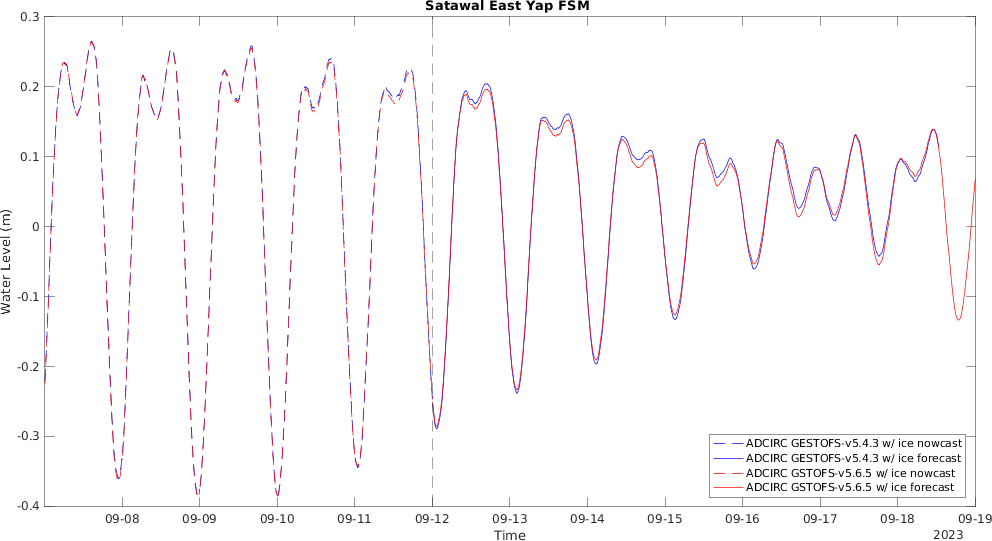 Satawal East Yap FSM
0.3
0.2
0.1
0
-0.1
-0.2
-0.3
-0.4
Water Level (m)
ADCIRC GESTOFS-v5.4.3 w/ ice nowcast
ADCIRC GESTOFS-v5.4.3 w/ ice forecast
ADCIRC GSTOFS-v5.6.5 w/ ice nowcast
ADCIRC GSTOFS-v5.6.5 w/ ice forecast
09-08 09-09 09-10 09-11 09-12 09-13 09-14 09-15 09-16 09-17 09-18 09-19
Time
2023